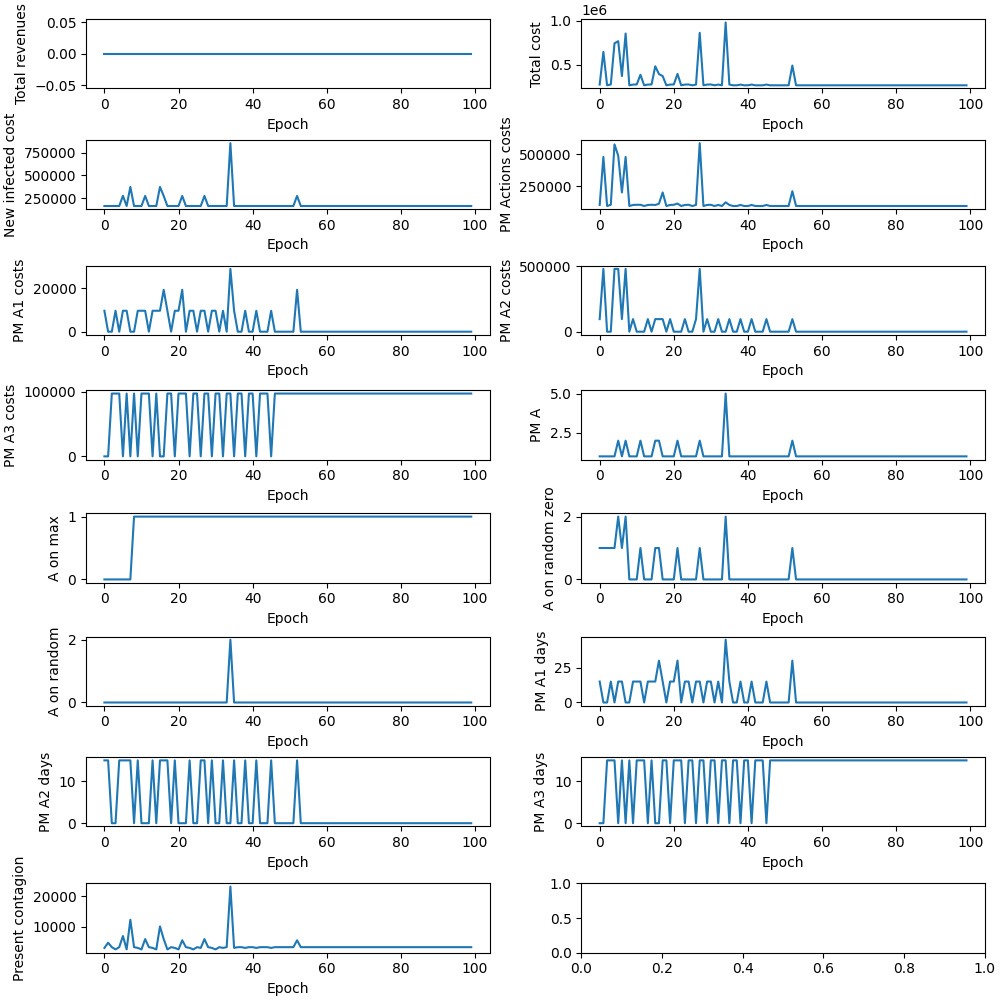 Total revenues
0.05
0.00
−0.05
0 20 40 60 80 100
Epoch
1e6
Total cost
1.0
0.5
0 20 40 60 80 100
Epoch
New infected cost
750000
500000
250000
0 20 40 60 80 100
Epoch
PM Actions costs
500000
250000
0 20 40 60 80 100
Epoch
PM A1 costs
20000
0
0 20 40 60 80 100
Epoch
PM A2 costs
500000
0
0 20 40 60 80 100
Epoch
PM A3 costs
100000
0
0 20 40 60 80 100
Epoch
PM A
5.0
2.5
0 20 40 60 80 100
Epoch
A on max
1
0
0 20 40 60 80 100
Epoch
A on random zero
2
0
0 20 40 60 80 100
Epoch
A on random
2
0
0 20 40 60 80 100
Epoch
PM A1 days
25
0
0 20 40 60 80 100
Epoch
PM A2 days
10
0
0 20 40 60 80 100
Epoch
PM A3 days
10
0
0 20 40 60 80 100
Epoch
Present contagion
20000
10000
0 20 40 60 80 100
Epoch
1.0
0.5
0.0
0.0 0.2 0.4 0.6 0.8 1.0